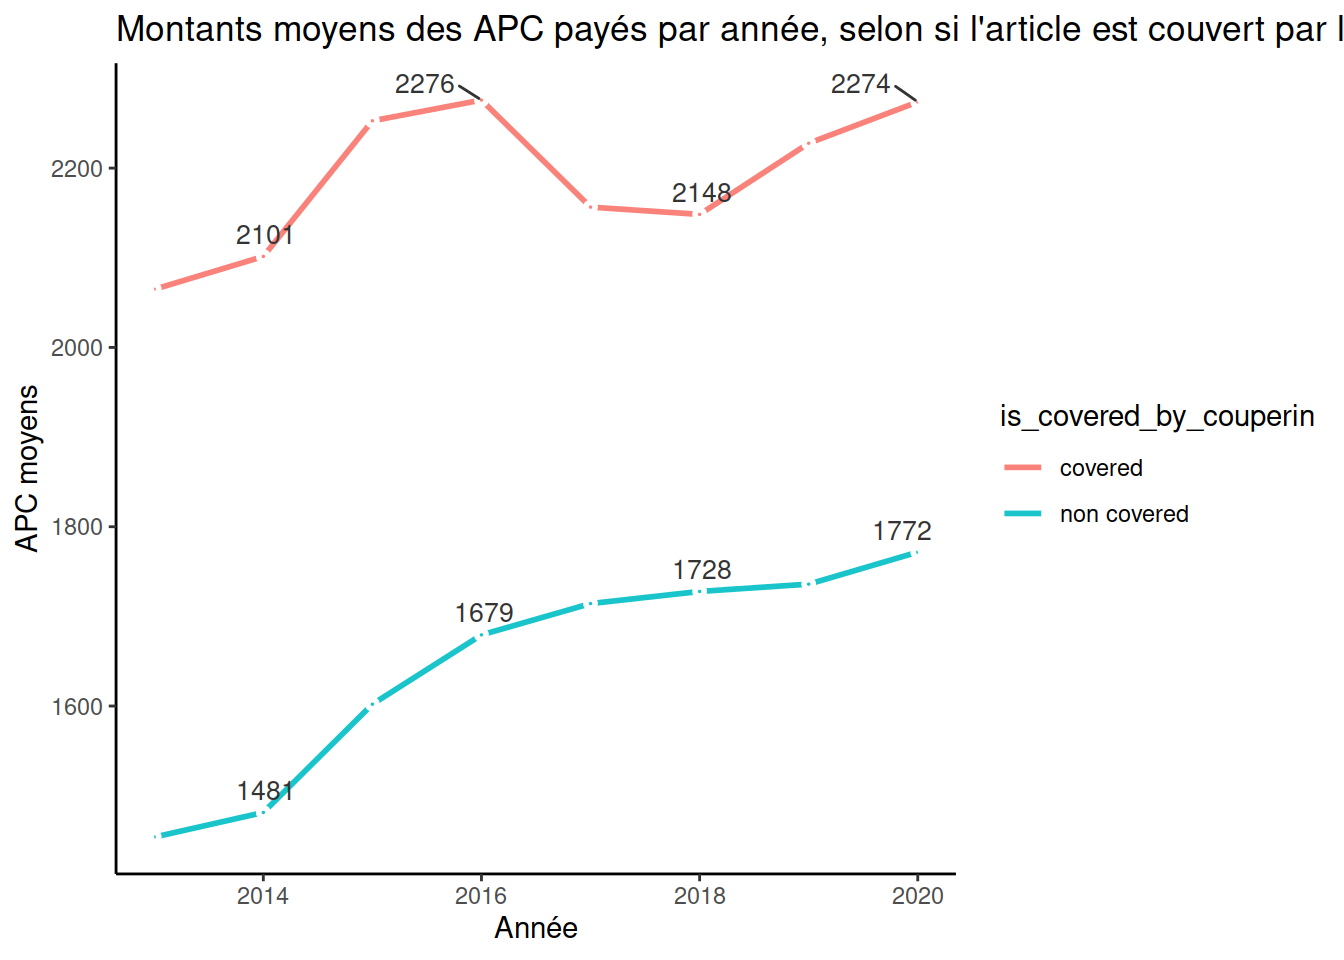 Montants moyens des APC payés par année, selon si l'article est couvert par l
2276
2274
2200
2148
2101
2000
APC moyens
is_covered_by_couperin
covered
non covered
1800
1772
1728
1679
1600
1481
2014 2016 2018 2020
Année